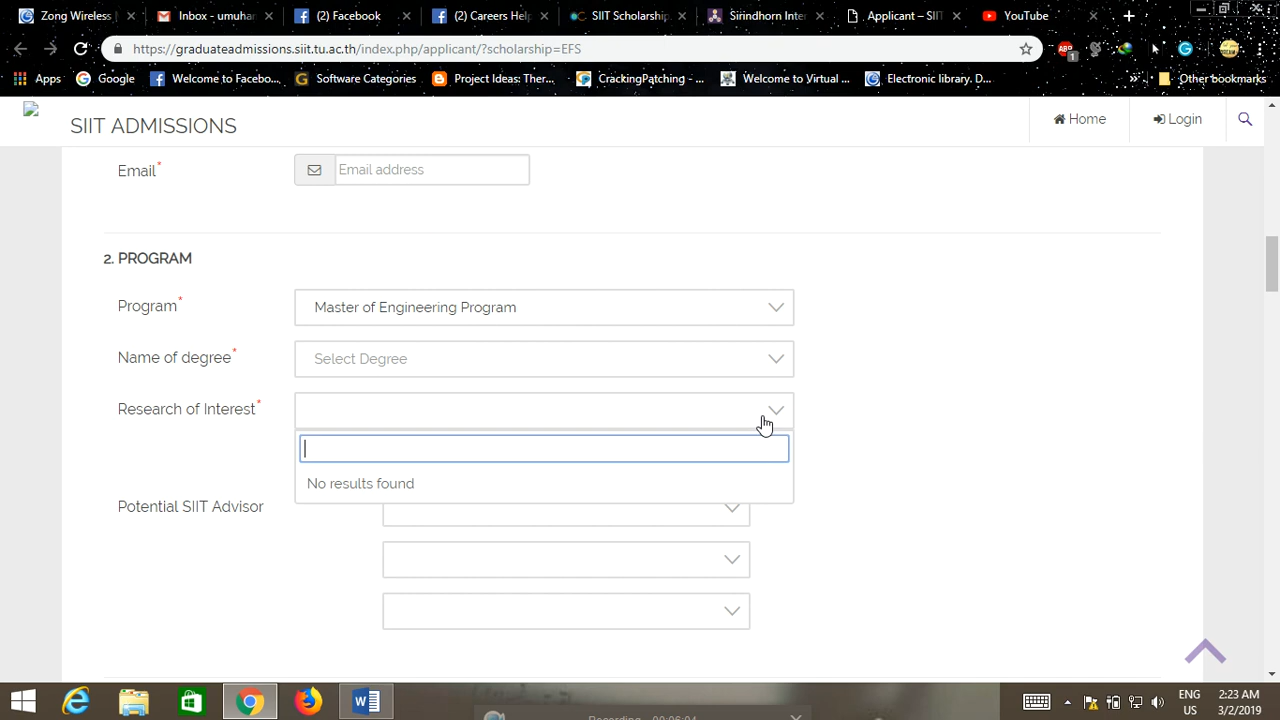 Zong Wireless
Inbox - umuhan
(2) Facebook
(2) Careers Help
SIIT Scholarship
Sirindhorn Inter
Applicant – SIIT
YouTube
https://graduateadmissions.siit.tu.ac.th/index.php/applicant/?scholarship=EFS
1
Apps
Google
Welcome to Facebo...
Software Categories
Project Ideas: Ther...
CrackingPatching - ...
Welcome to Virtual ...
Electronic library. D...
Other bookmarks
SIIT ADMISSIONS
Home
Login
Email*
Email address
2. PROGRAM
Program*
Master of Engineering Program
Name of degree*
Select Degree
Research of Interest*
No results found
Potential SIIT Advisor
ENG
2:23 AM
US
3/2/2019
Recording